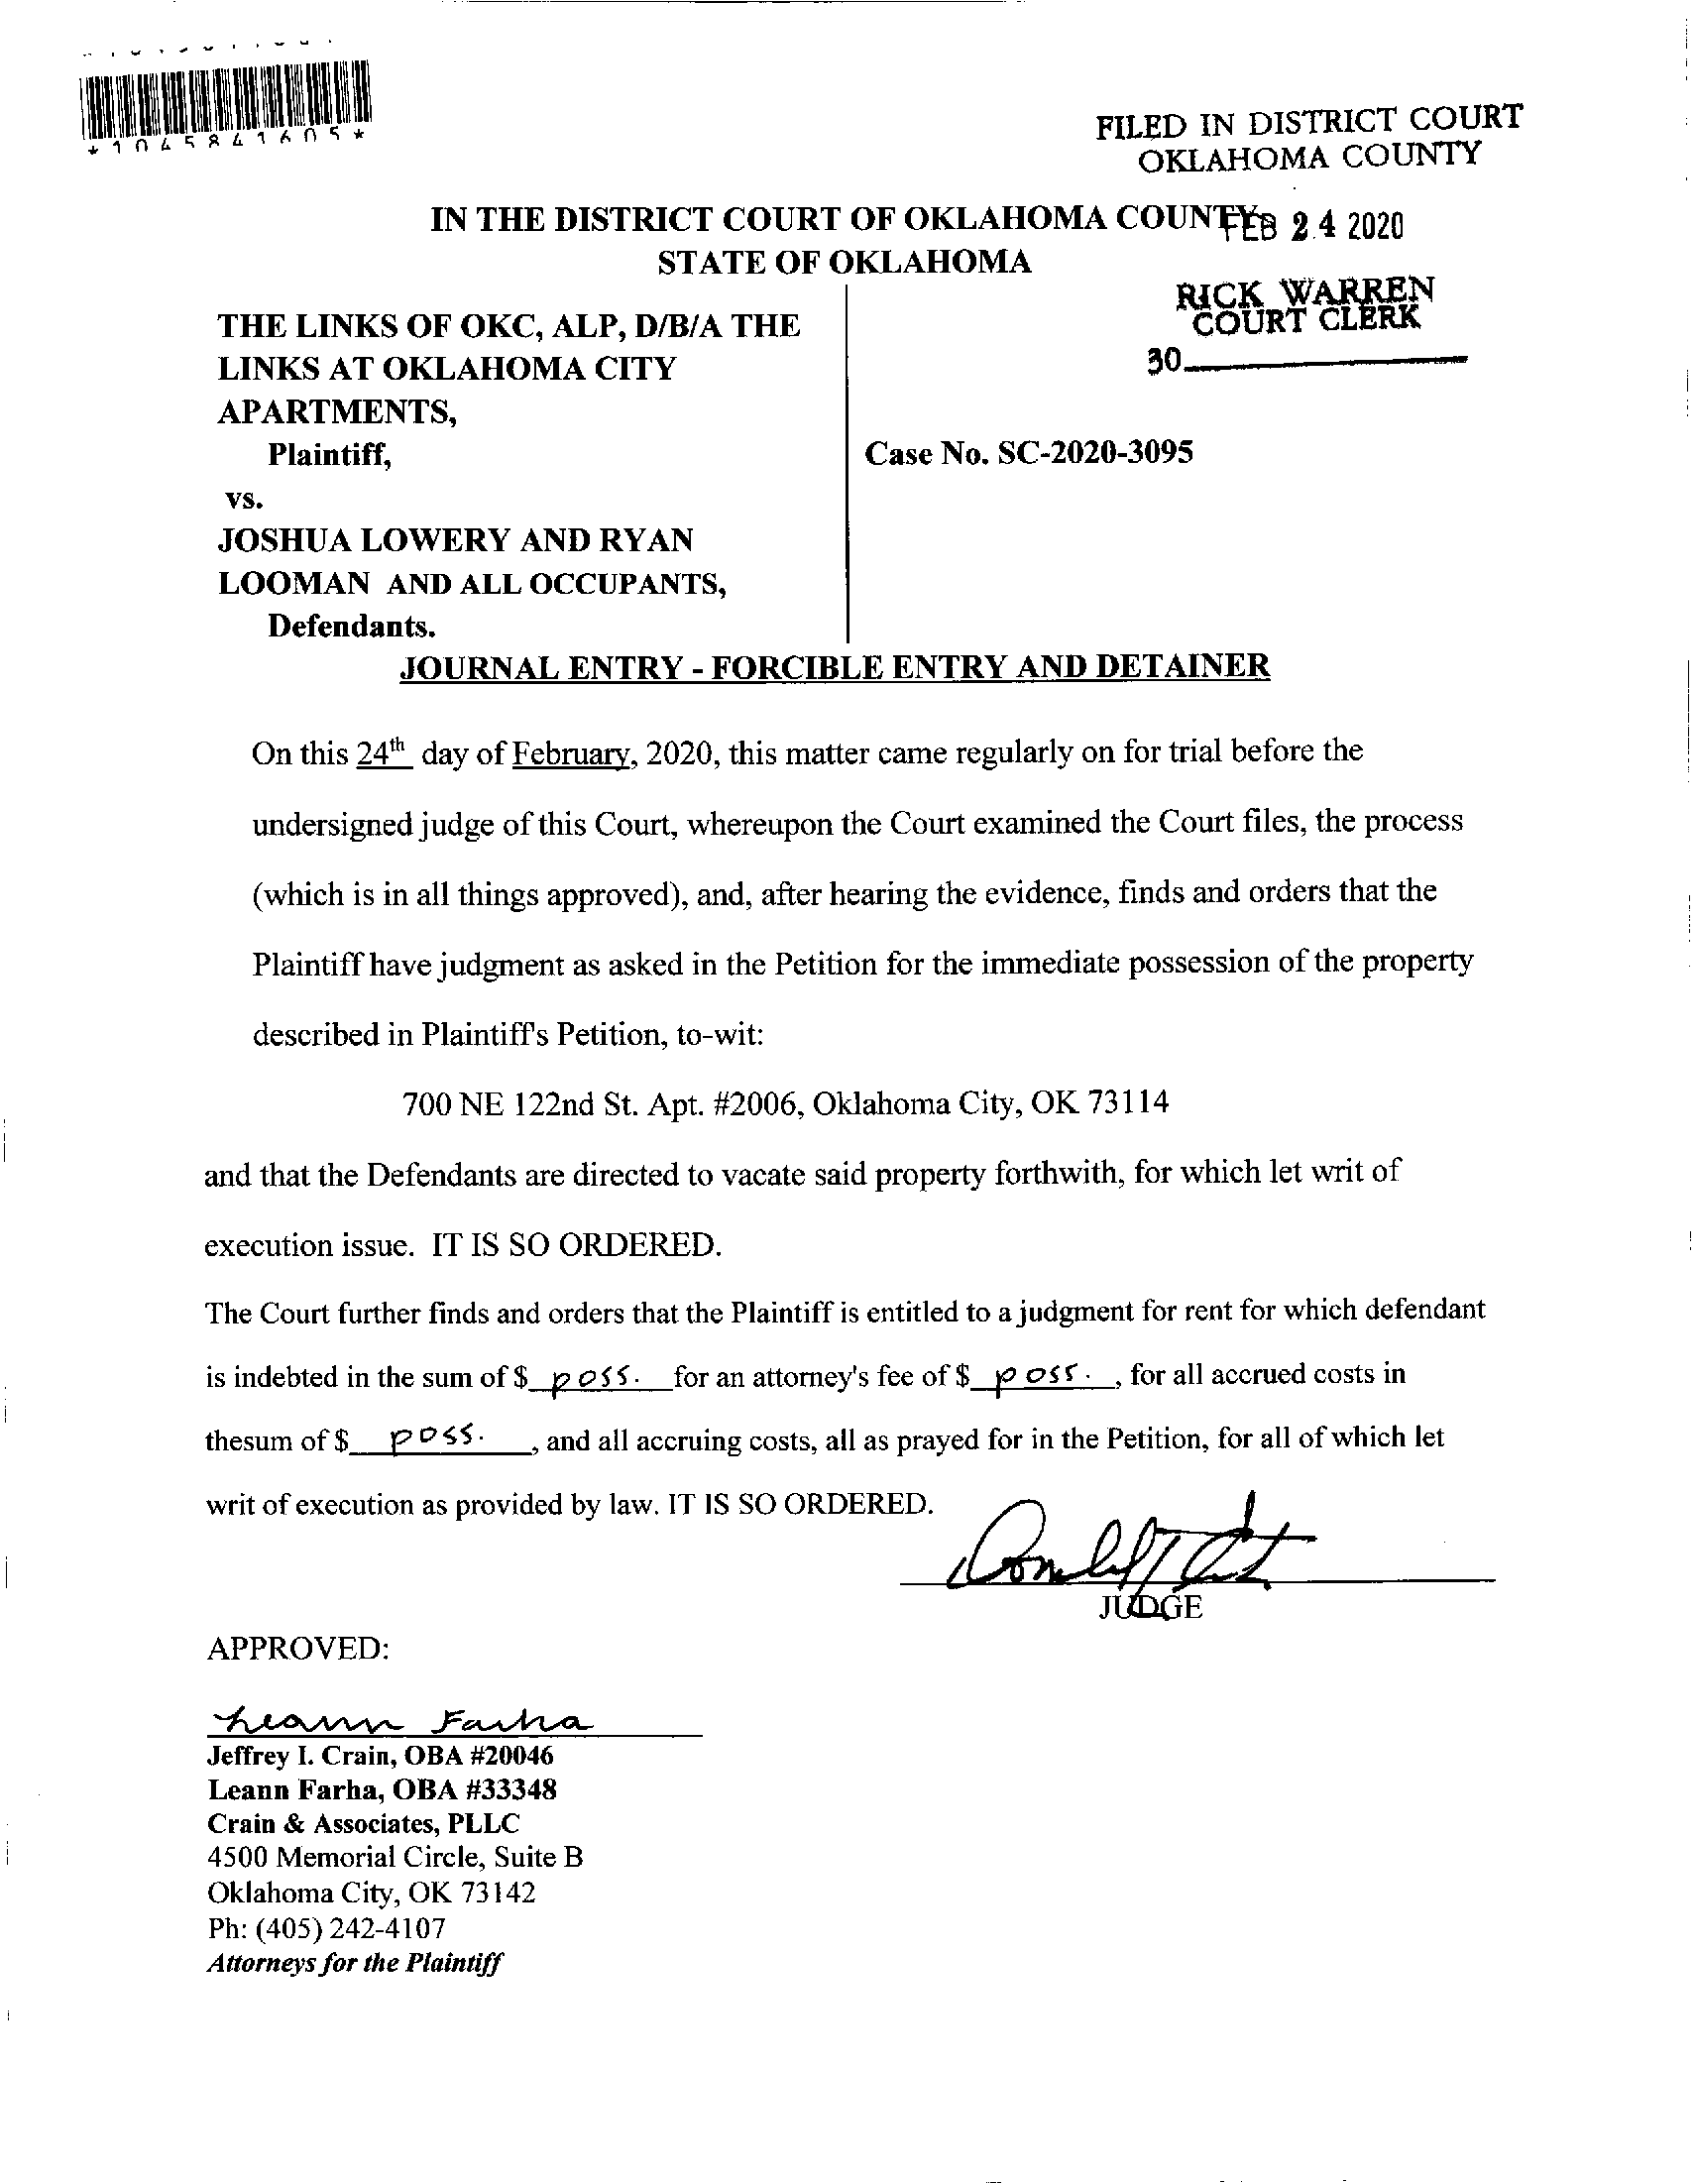 *1045841605*
FILED IN DISTRICT COURT
OKLAHOMA COUNTY
IN THE DISTRICT COURT OF OKLAHOMA COUNTY
FEB 24 2020
STATE OF OKLAHOMA
RICK WARREN
COURT CLERK
30
THE LINKS OF OKC, ALP, D/B/A THE
LINKS AT OKLAHOMA CITY
APARTMENTS,
Plaintiff,
Case No. SC-2020-3095
vs.
JOSHUA LOWERY AND RYAN
LOOMAN AND ALL OCCUPANTS,
Defendants.
JOURNAL ENTRY - FORCIBLE ENTRY AND DETAINER
On this 24th day of February, 2020, this matter came regularly on for trial before the
undersigned judge of this Court, whereupon the Court examined the Court files, the process
(which is in all things approved), and, after hearing the evidence, finds and orders that the
Plaintiff have judgment as asked in the Petition for the immediate possession of the property
described in Plaintiff's Petition, to-wit:
700 NE 122nd St. Apt. #2006, Oklahoma City, OK 73114
and that the Defendants are directed to vacate said property forthwith, for which let writ of
execution issue. IT IS SO ORDERED.
The Court further finds and orders that the Plaintiff is entitled to a judgment for rent for which defendant
is indebted in the sum of $ poss. for an attorney's fee of $ poss. , for all accrued costs in
thesum of $ poss. , and all accruing costs, all as prayed for in the Petition, for all of which let
writ of execution as provided by law. IT IS SO ORDERED.
JUDGE
APPROVED:
Leann Farha
Jeffrey I. Crain, OBA #20046
Leann Farha, OBA #33348
Crain & Associates, PLLC
4500 Memorial Circle, Suite B
Oklahoma City, OK 73142
Ph: (405) 242-4107
Attorneys for the Plaintiff